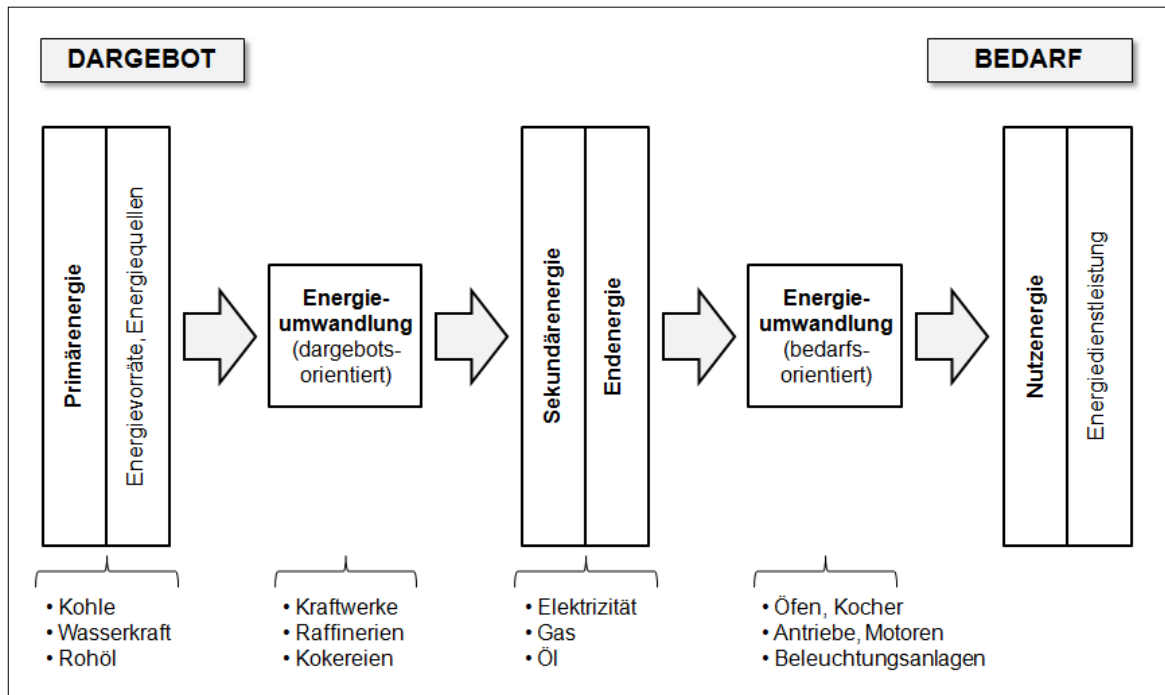 DARGEBOT
BEDARF
Primärenergie
Energievorräte, Energiequellen
Energie-
umwandlung
(dargebots-
orientiert)
Sekundärenergie
Endenergie
Energie-
umwandlung
(bedarfs-
orientiert)
Nutzenergie
Energiedienstleistung
• Kohle
• Wasserkraft
• Rohöl
• Kraftwerke
• Raffinerien
• Kokereien
• Elektrizität
• Gas
• Öl
• Öfen, Kocher
• Antriebe, Motoren
• Beleuchtungsanlagen